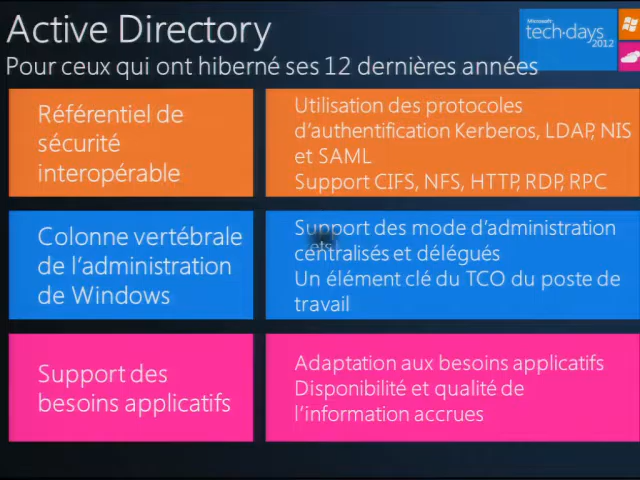 Active Directory
Pour ceux qui ont hiberné ses 12 dernières années
Microsoft
tech·days
2012
Référentiel de
sécurité
interopérable
Utilisation des protocoles
d'authentification Kerberos, LDAP, NIS
et SAML
Support CIFS, NFS, HTTP, RDP, RPC
Colonne vertébrale
de l'administration
de Windows
Support des mode d'administration
centralisés et délégués
Un élément clé du TCO du poste de
travail
Support des
besoins applicatifs
Adaptation aux besoins applicatifs
Disponibilité et qualité de
l'information accrues